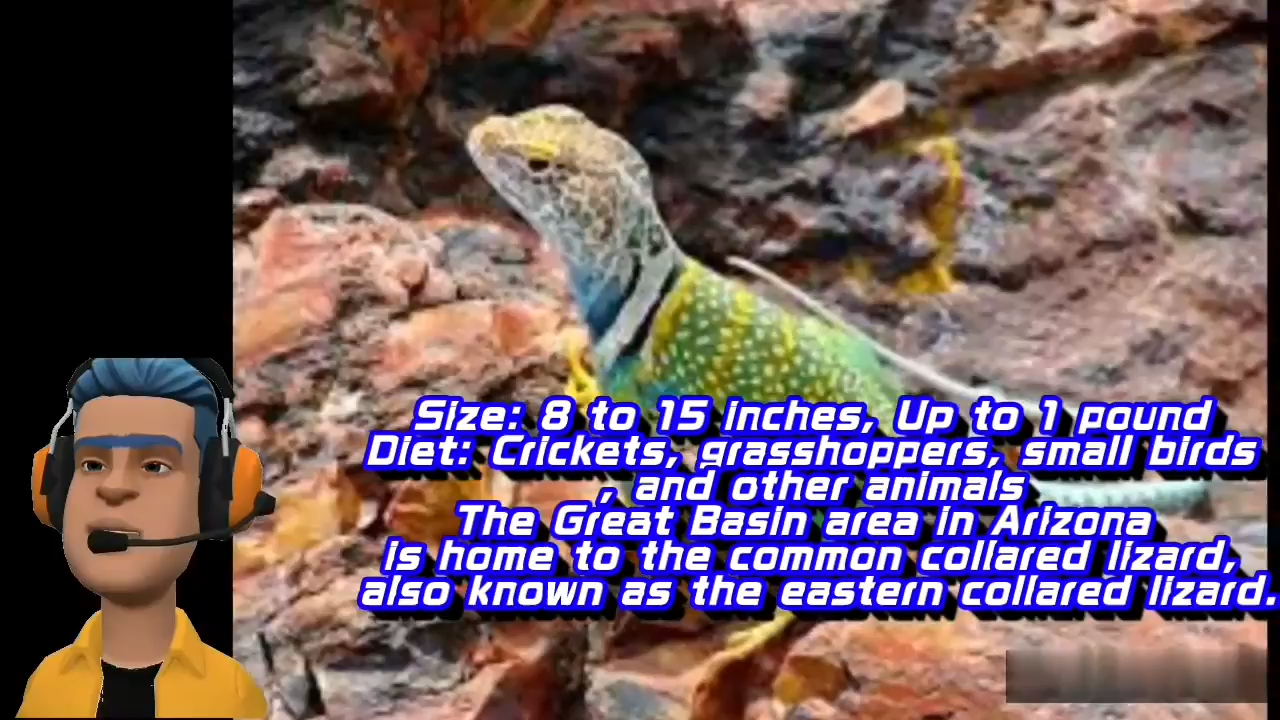 Size: 8 to 15 inches, Up to 1 pound
Diet: Crickets, grasshoppers, small birds
, and other animals
The Great Basin area in Arizona
is home to the common collared lizard,
also known as the eastern collared lizard.